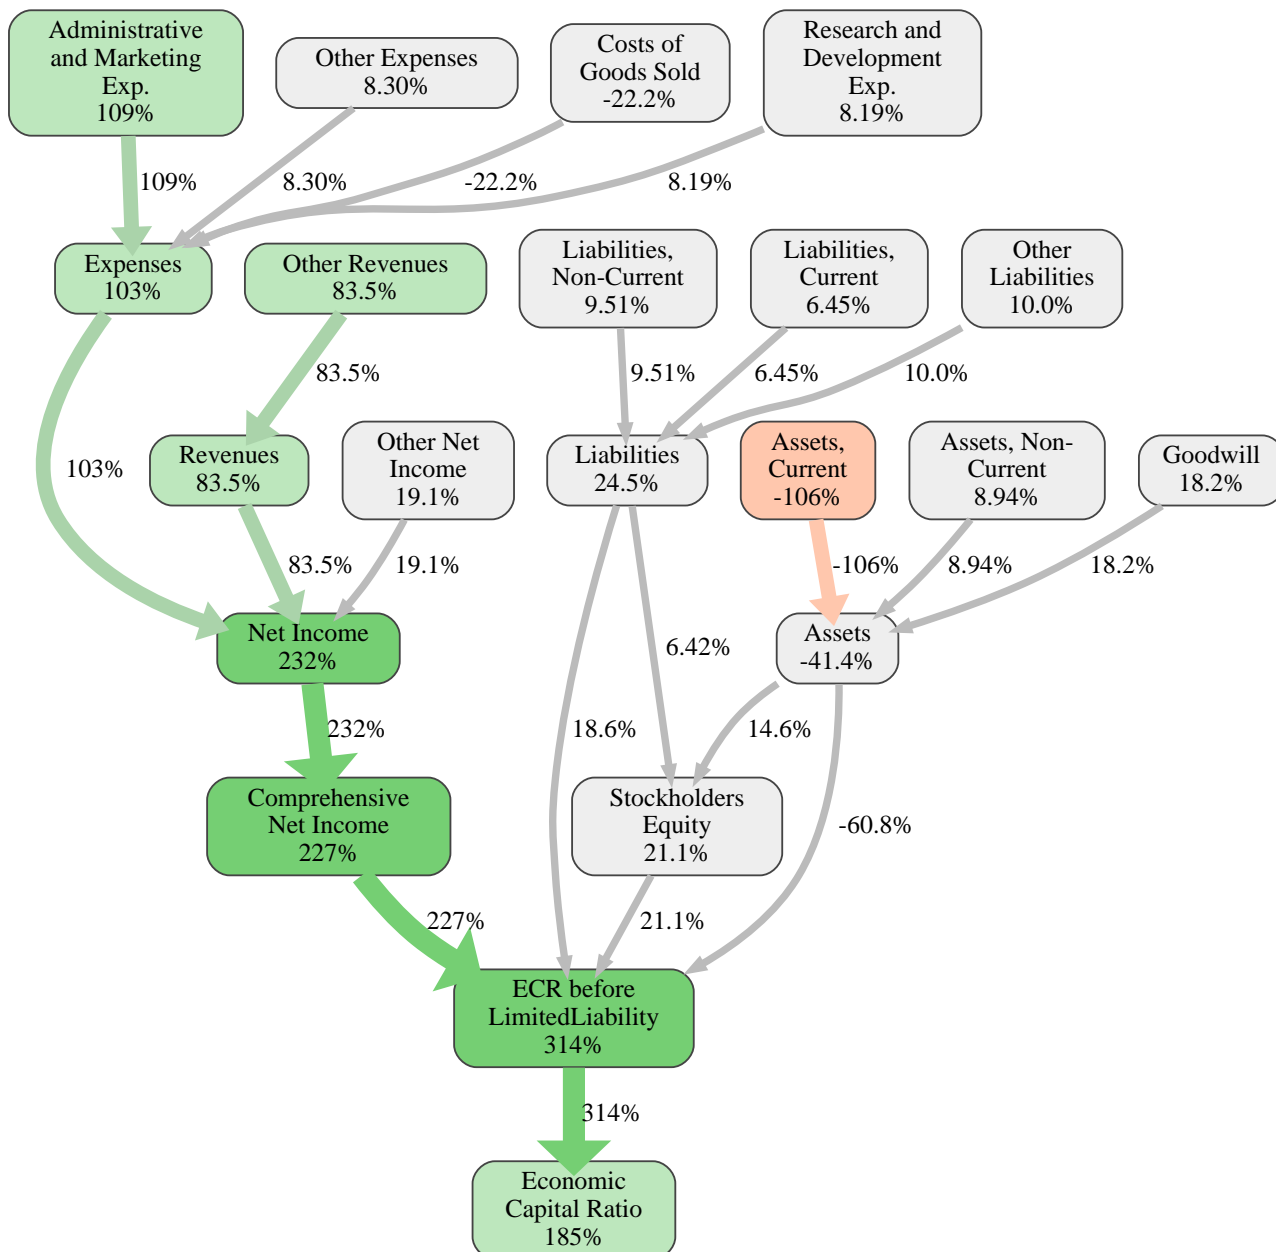 Administrative
and Marketing
Exp.
109%
Other Expenses
8.30%
Costs of
Goods Sold
-22.2%
Research and
Development
Exp.
8.19%
109%
8.30%
-22.2%
8.19%
Expenses
103%
Other Revenues
83.5%
Liabilities,
Non-Current
9.51%
Liabilities,
Current
6.45%
Other
Liabilities
10.0%
83.5%
9.51%
6.45%
10.0%
103%
Revenues
83.5%
Other Net
Income
19.1%
Liabilities
24.5%
Assets,
Current
-106%
Assets, Non-
Current
8.94%
Goodwill
18.2%
83.5%
19.1%
-106%
8.94%
18.2%
Net Income
232%
6.42%
Assets
-41.4%
232%
18.6%
14.6%
Comprehensive
Net Income
227%
Stockholders
Equity
21.1%
-60.8%
227%
21.1%
ECR before
LimitedLiability
314%
314%
Economic
Capital Ratio
185%